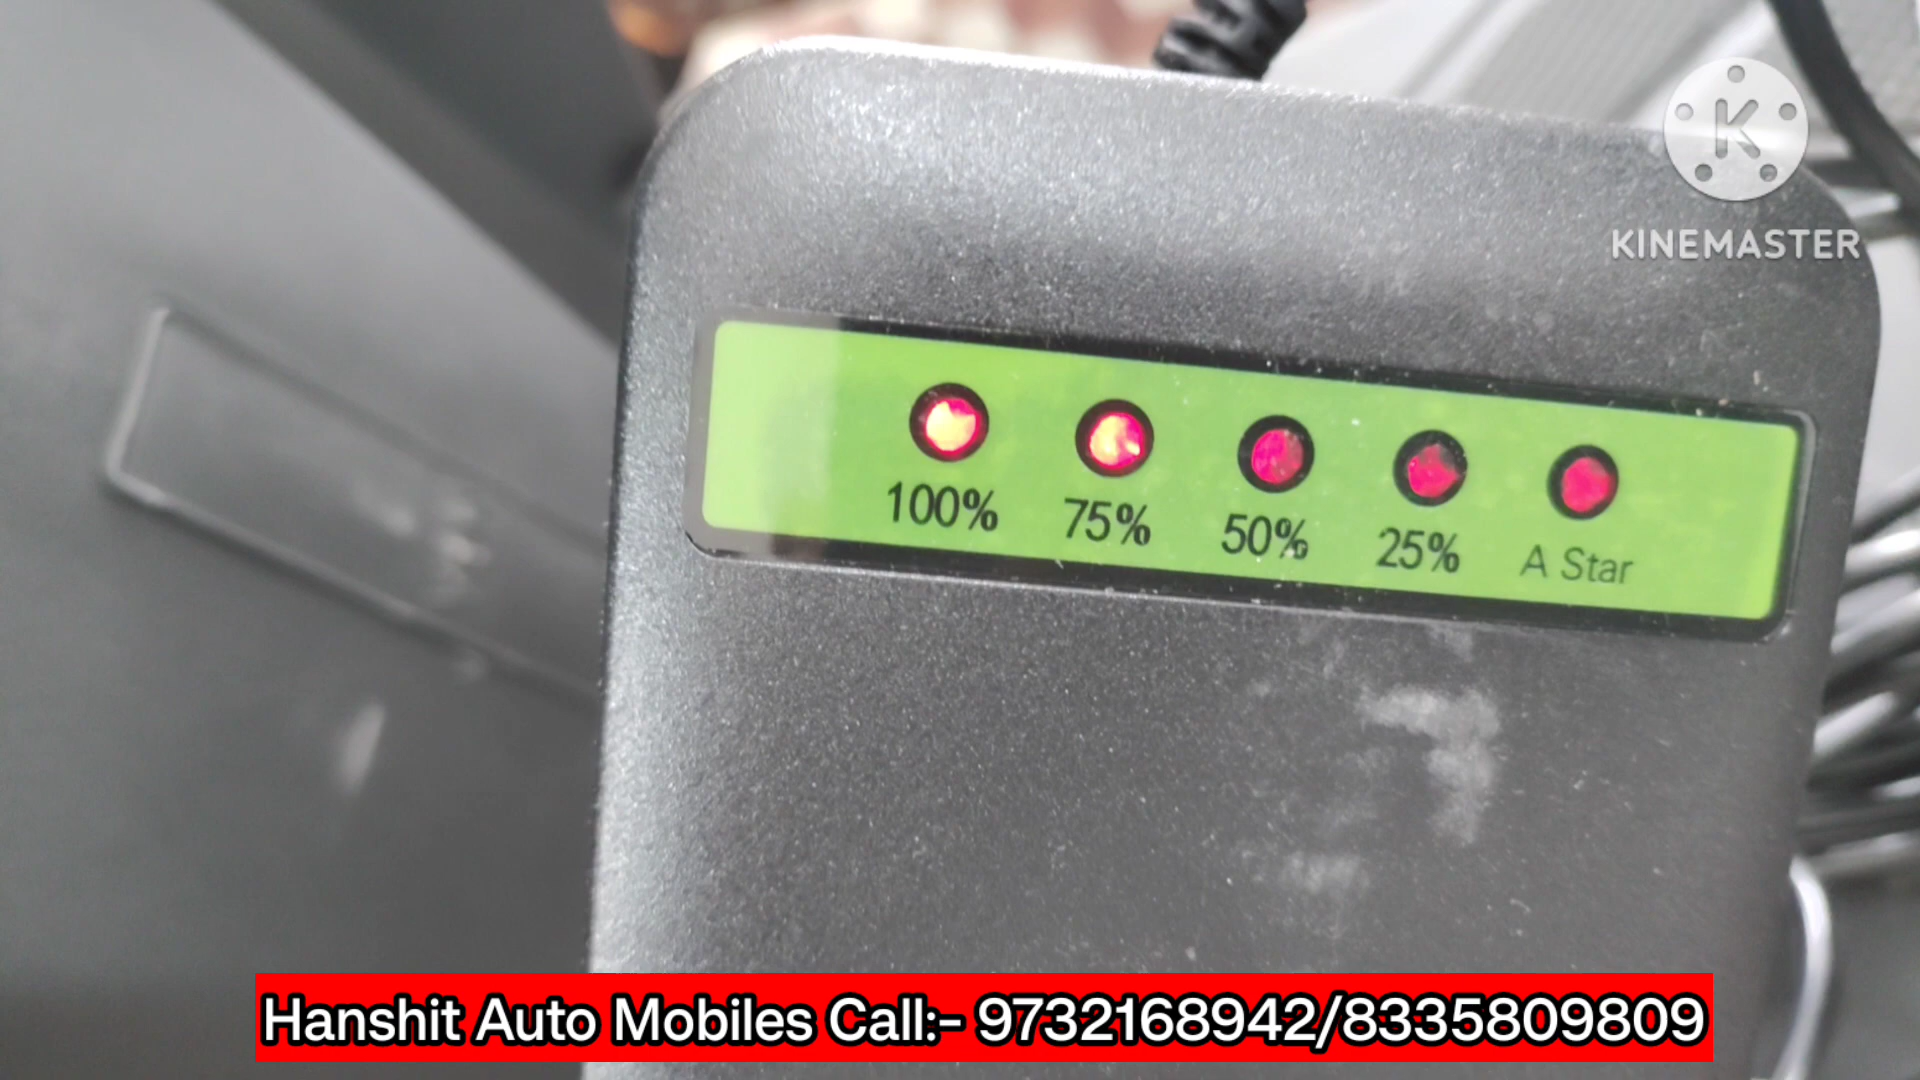 K
KINEMASTER
100% 75% 50% 25% A Star
Hanshit Auto Mobiles Call:- 9732168942/8335809809